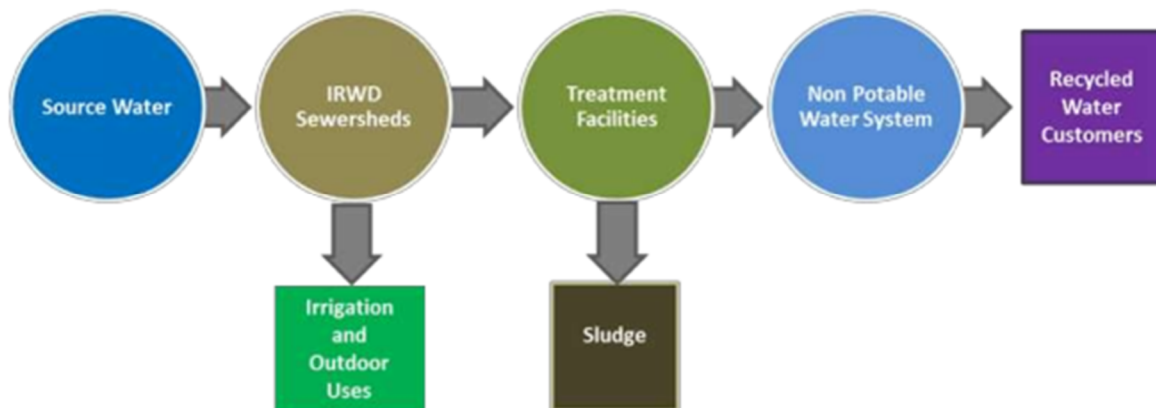 Source Water
IRWD
Sewersheds
Treatment
Facilities
Non Potable
Water System
Recycled
Water
Customers
Irrigation
and
Outdoor
Uses
Sludge